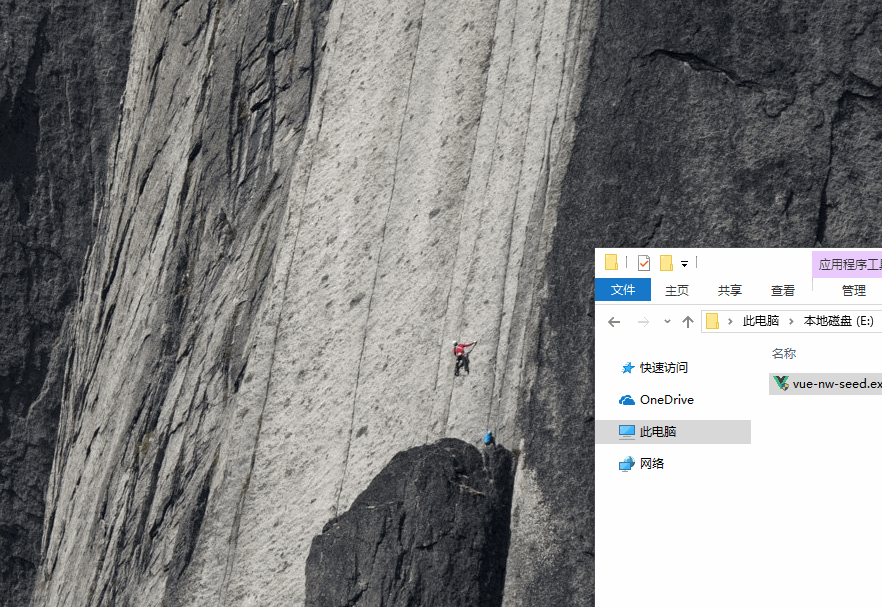 应用程序工具
文件 主页 共享 查看 管理
此电脑 本地磁盘 (E:)
名称
快速访问
vue-nw-seed.ex
OneDrive
此电脑
网络